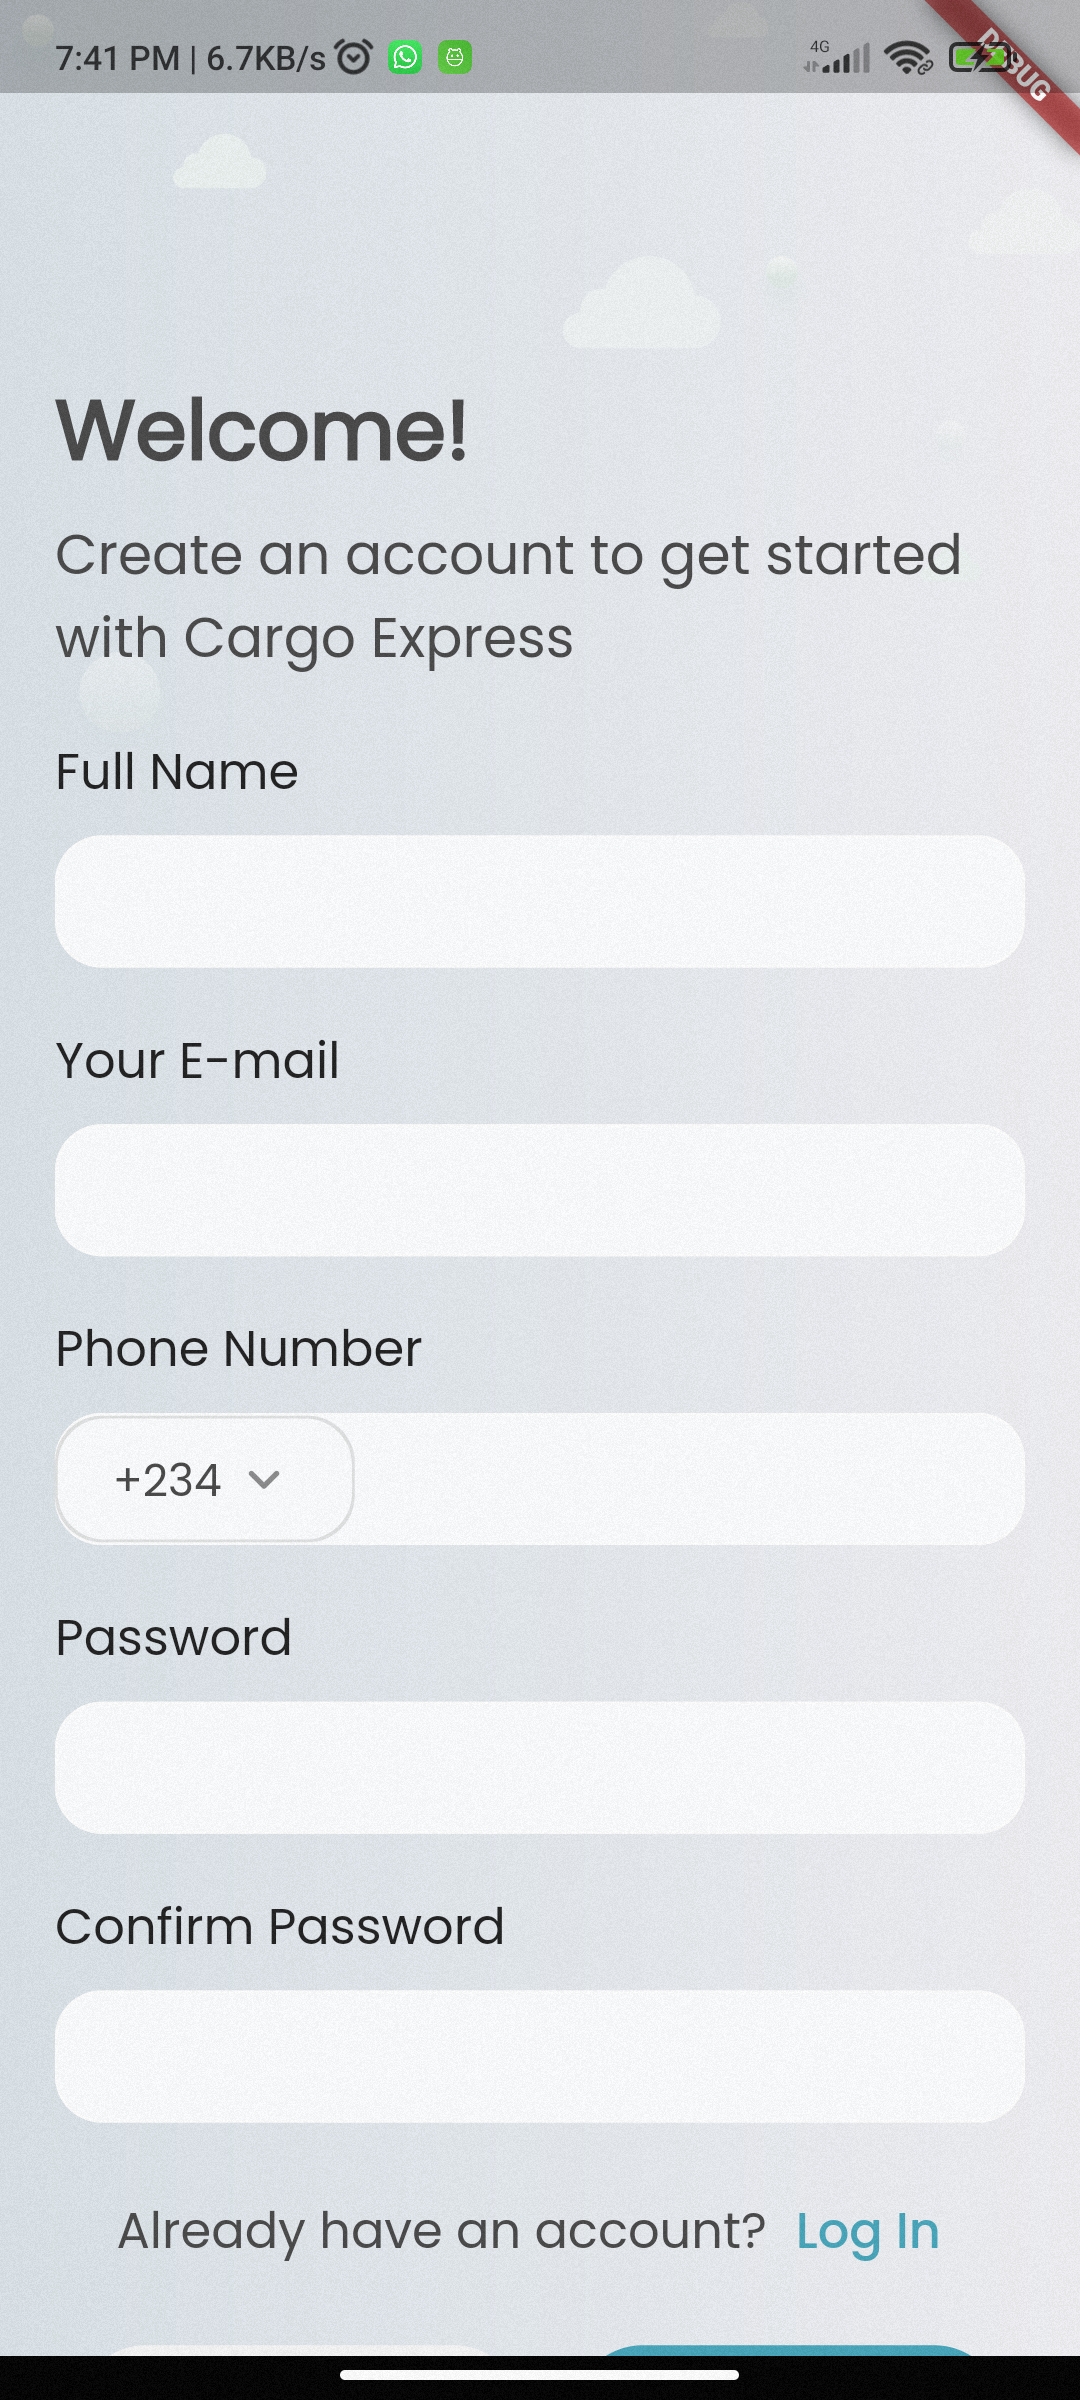 7:41 PM | 6.7KB/s
4G
DEBUG
Welcome!
Create an account to get started
with Cargo Express
Full Name
Your E-mail
Phone Number
+234
Password
Confirm Password
Already have an account? Log In